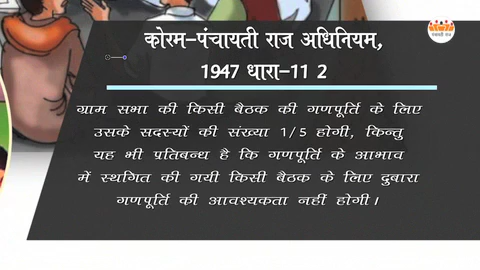 कोरम-पंचायती राज अधिनियम,
1947 धारा-11 2
ग्राम सभा की किसी बैठक की गणपूर्ति के लिए
उसके सदस्यों की संख्या 1/5 होगी, किन्तु
यह भी प्रतिबन्ध है कि गणपूर्ति के आभाव
में स्थगित की गयी किसी बैठक के लिए दुबारा
गणपूर्ति की आवश्यकता नहीं होगी।